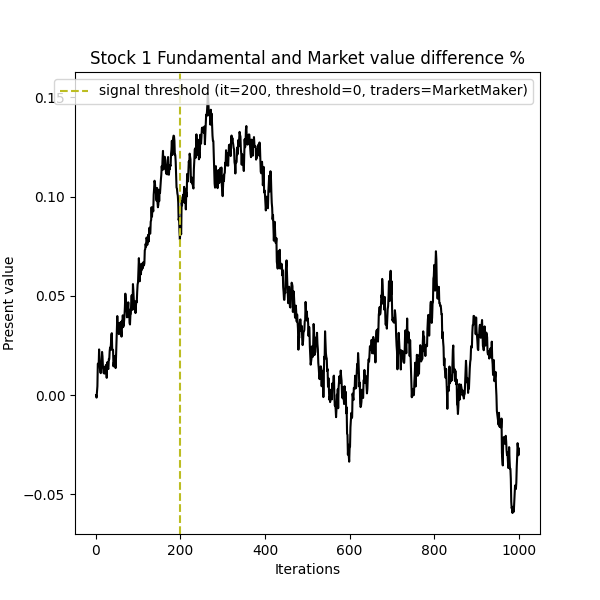 Stock 1 Fundamental and Market value difference %
signal threshold (it=200, threshold=0, traders=MarketMaker)
0.15
0.10
0.05
0.00
−0.05
Present value
0
200
400
600
800
1000
Iterations